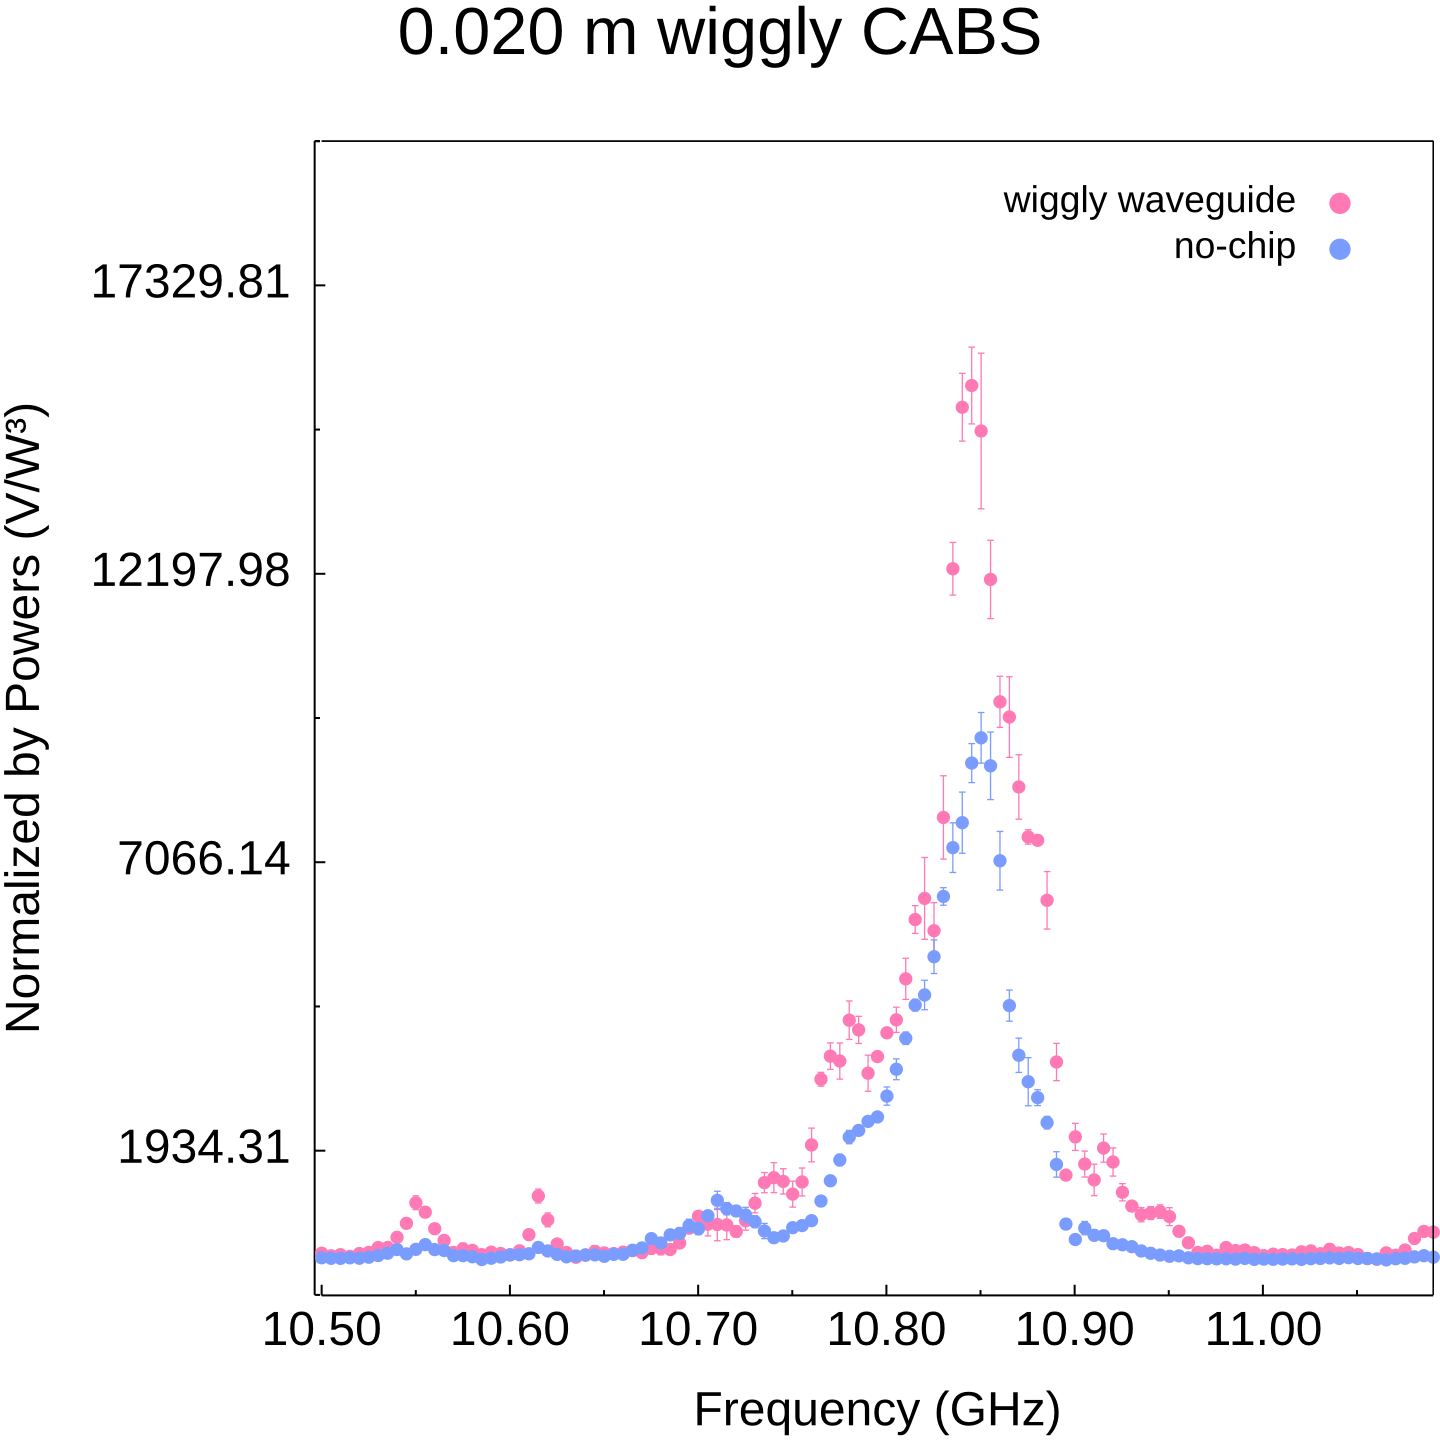 0.020 m wiggly CABS
wiggly waveguide
no-chip
17329.81
12197.98
7066.14
1934.31
Normalized by Powers (V/W³)
10.50 10.60 10.70 10.80 10.90 11.00
Frequency (GHz)